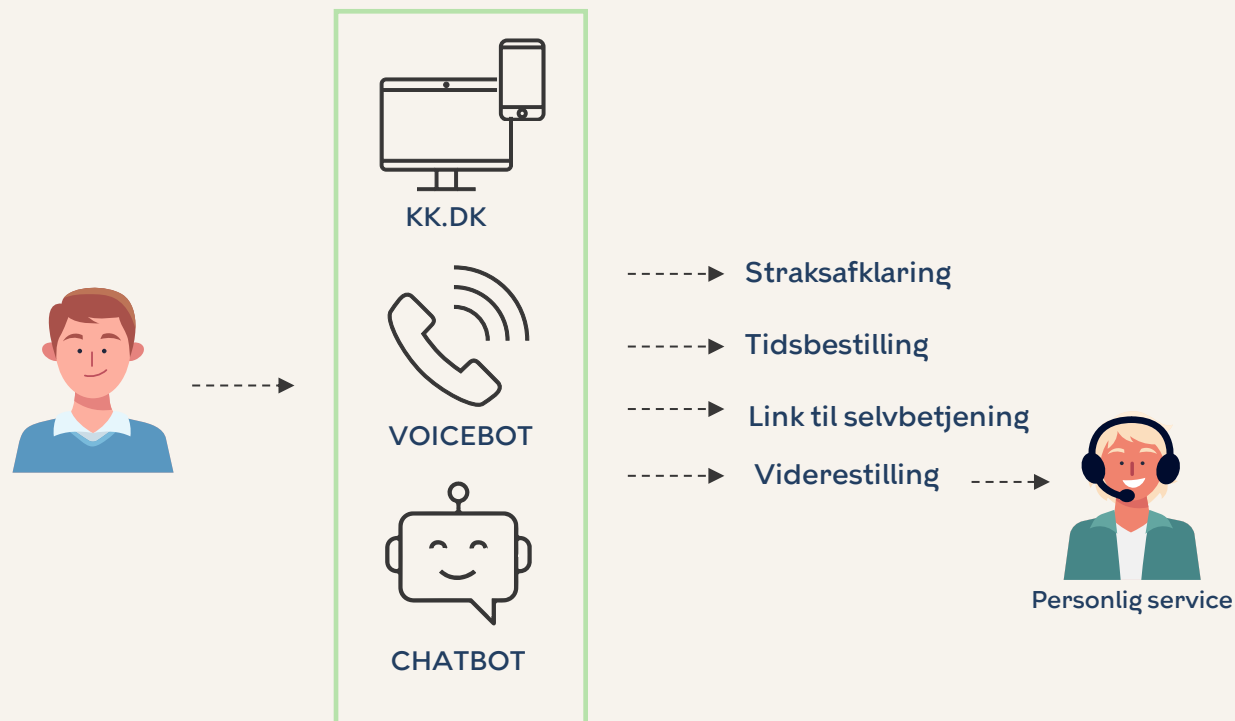 KK.DK
VOICEBOT
CHATBOT
Straksafklaring
Tidsbestilling
Link til selvbetjening
Viderestilling
Personlig service